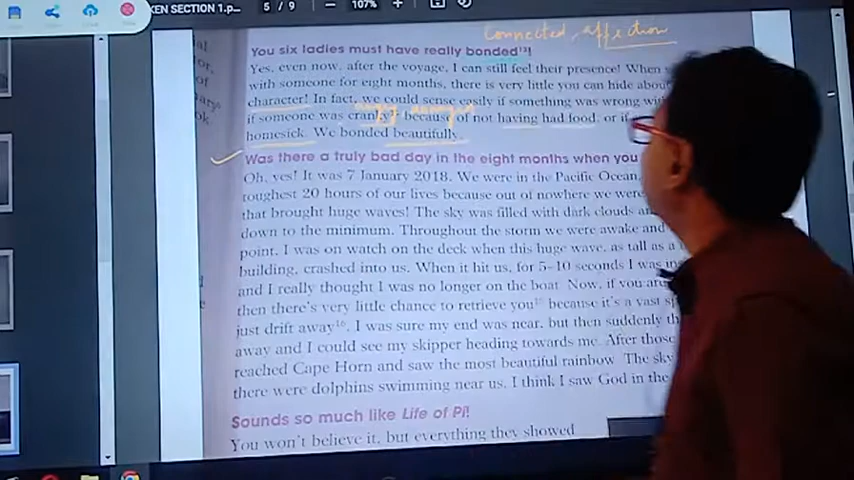 KEN SECTION 1.p...
5 / 9
107%
Connected, affection
You six ladies must have really bonded¹³!
Yes, even now, after the voyage, I can still feel their presence! When
with someone for eight months, there is very little you can hide about
character! In fact, we could sense easily if something was wrong wi
if someone was cranky because of not having had food, or if
homesick. We bonded beautifully.
Was there a truly bad day in the eight months when you
Oh, yes! It was 7 January 2018. We were in the Pacific Ocean.
toughest 20 hours of our lives because out of nowhere we were
that brought huge waves! The sky was filled with dark clouds a
down to the minimum. Throughout the storm we were awake and
point, I was on watch on the deck when this huge wave, as tall as a
building, crashed into us. When it hit us, for 5-10 seconds I was
and I really thought I was no longer on the boat. Now, if you are
then there's very little chance to retrieve you¹⁵ because it's a vast
just drift away¹⁶. I was sure my end was near, but then suddenly th
away and I could see my skipper heading towards me. After those
reached Cape Horn and saw the most beautiful rainbow. The sky
there were dolphins swimming near us. I think I saw God in the
Sounds so much like Life of Pi!
You won't believe it, but everything they showed